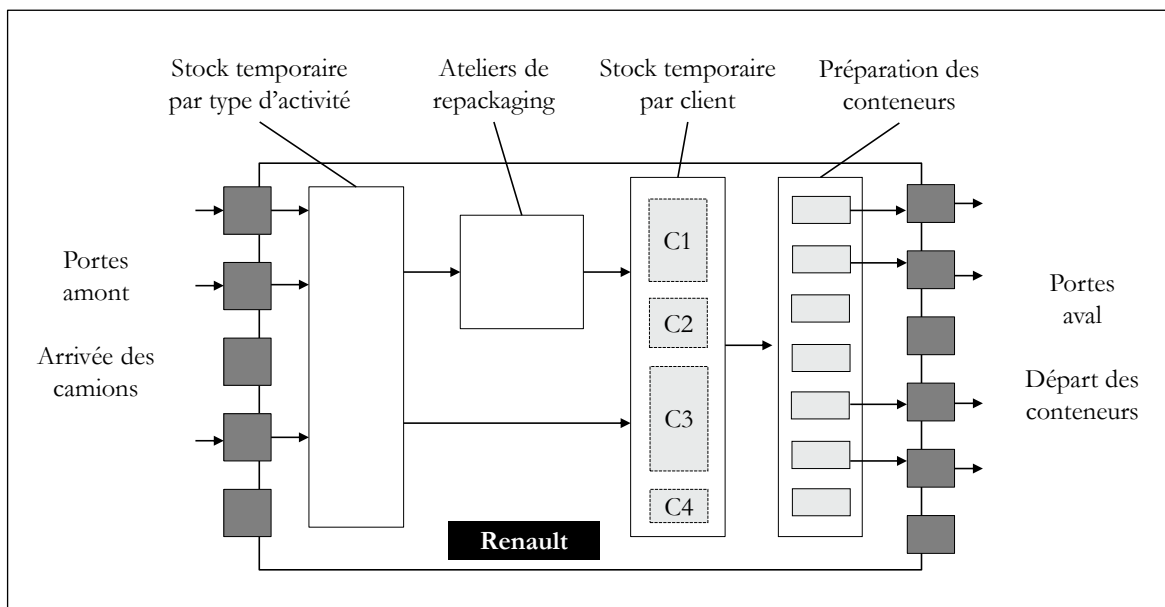 Stock temporaire
par type d’activité
Ateliers de
repackaging
Stock temporaire
par client
Préparation des
conteneurs
Portes
amont
Arrivée des
camions
C1
C2
C3
C4
Portes
aval
Départ des
conteneurs
Renault